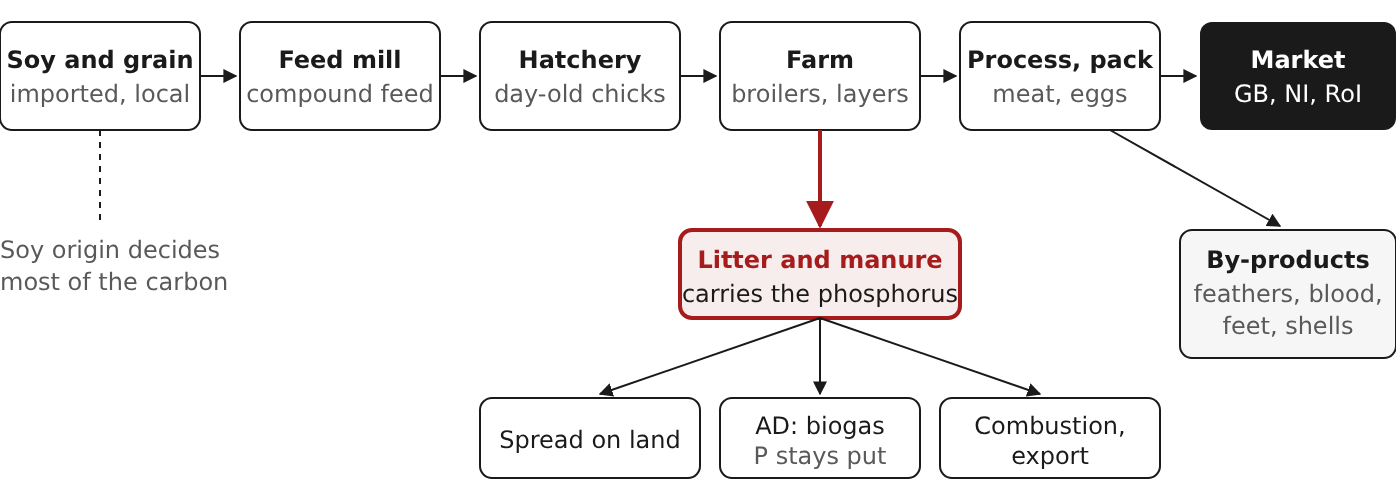 Soy and grain
imported, local
Feed mill
compound feed
Hatchery
day-old chicks
Farm
broilers, layers
Process, pack
meat, eggs
Market
GB, NI, RoI
Soy origin decides
most of the carbon
Litter and manure
carries the phosphorus
By-products
feathers, blood,
feet, shells
Spread on land
AD: biogas
P stays put
Combustion,
export